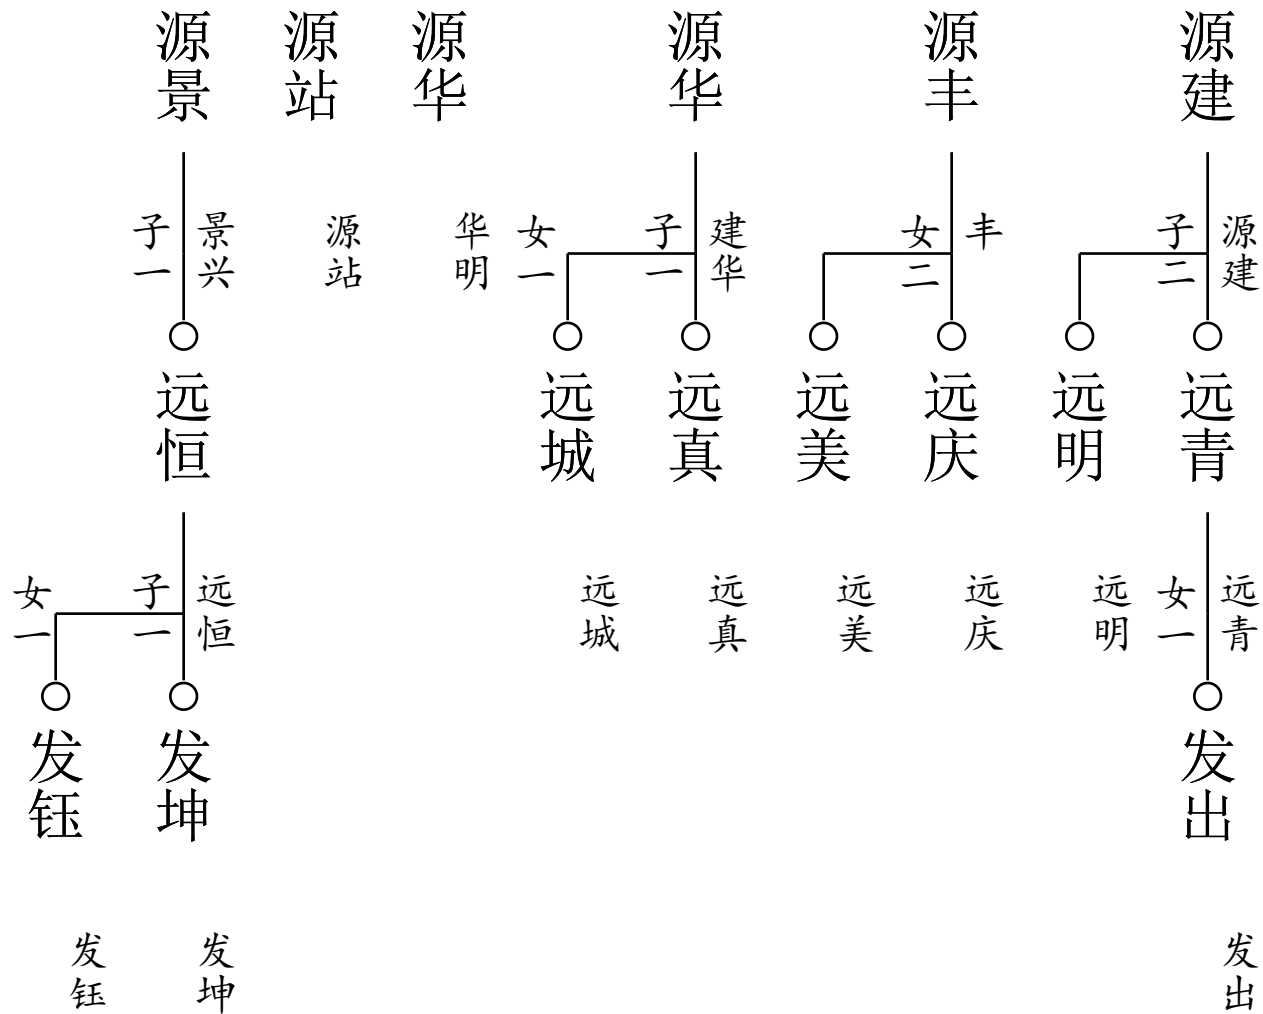 源建
源丰
源华
源华
源站
源景
源建
子二
丰
女二
建华
子一
女一
华明
源站
景兴
子一
远青
远明
远庆
远美
远真
远城
远恒
远青
女一
远明
远庆
远美
远真
远城
远恒
子一
女一
发出
发坤
发钰
发出
发坤
发钰